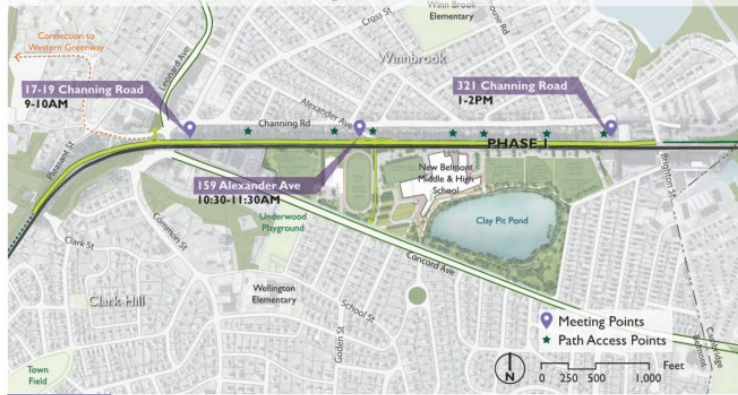 Winn Brook
Elementary
Cross St
Connection to
Western Greenway
Leonard Ave
Winnbrook
17-19 Channing Road
9-10AM
321 Channing Road
1-2PM
Alexander Ave
Channing Rd
PHASE 1
Pleasant St
New Belmont
Middle & High
School
Brighton St
159 Alexander Ave
10:30-11:30AM
Underwood
Playground
Clay Pit Pond
Common St
Clark St
Concord Ave
Wellington
Elementary
Clark Hill
School St
Goden St
Meeting Points
Path Access Points
Cambridge
Belmont
Town
Field
N
Feet
0 250 500 1,000